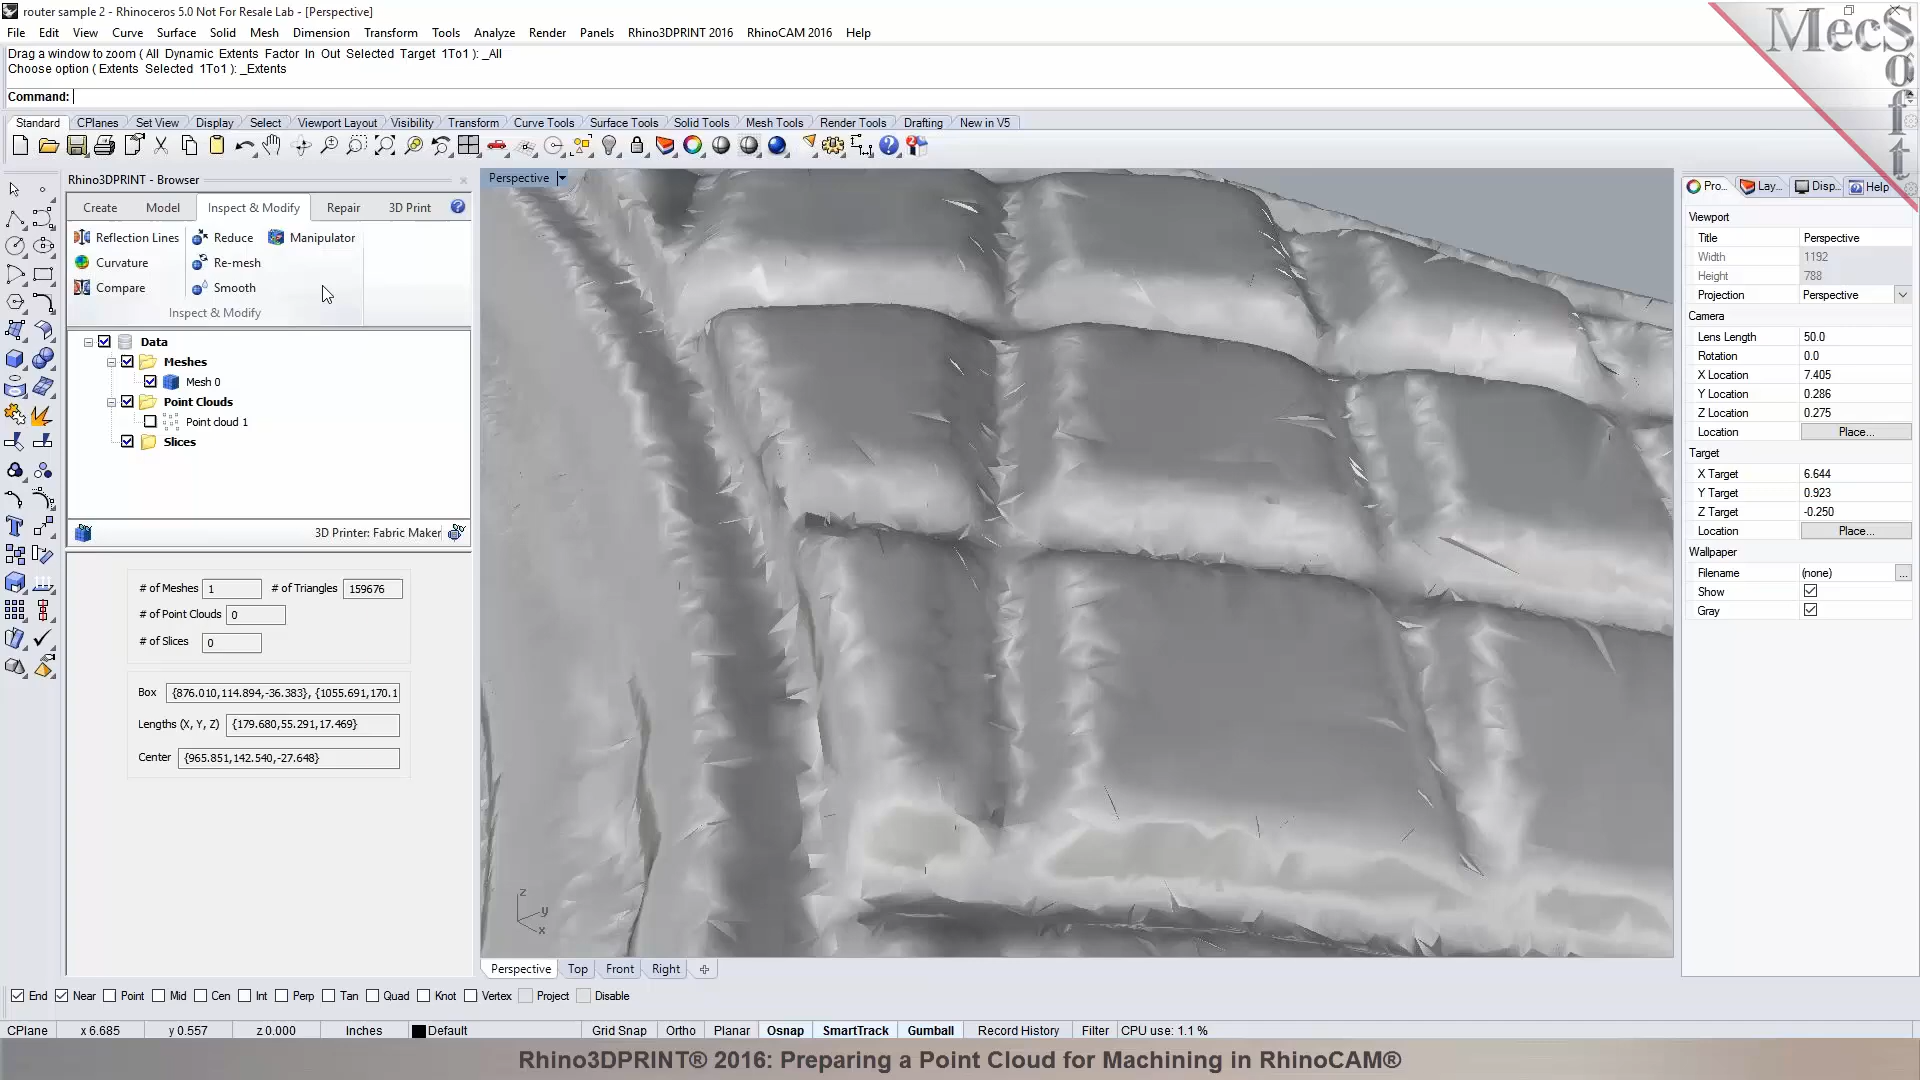 router sample 2 - Rhinoceros 5.0 Not For Resale Lab - [Perspective]
File Edit View Curve Surface Solid Mesh Dimension Transform Tools Analyze Render Panels Rhino3DPRINT 2016 RhinoCAM 2016 Help
Drag a window to zoom ( All Dynamic Extents Factor In Out Selected Target 1To1 ): _All
Choose option ( Extents Selected 1To1 ): _Extents
Command:
Standard CPlanes Set View Display Select Viewport Layout Visibility Transform Curve Tools Surface Tools Solid Tools Mesh Tools Render Tools Drafting New in V5
MecSoft
Rhino3DPRINT - Browser
Create Model Inspect & Modify Repair 3D Print
Reflection Lines Reduce Manipulator
Curvature Re-mesh
Compare Smooth
Inspect & Modify
Data
Meshes
Mesh 0
Point Clouds
Point cloud 1
Slices
3D Printer: Fabric Maker
# of Meshes 1 # of Triangles 159676
# of Point Clouds 0
# of Slices 0
Box {876.010,114.894,-36.383}, {1055.691,170.1
Lengths (X, Y, Z) {179.680,55.291,17.469}
Center {965.851,142.540,-27.648}
Perspective
z
y
x
Perspective Top Front Right
Pro... Lay... Disp... Help
Viewport
Title Perspective
Width 1192
Height 788
Projection Perspective
Camera
Lens Length 50.0
Rotation 0.0
X Location 7.405
Y Location 0.286
Z Location 0.275
Location Place...
Target
X Target 6.644
Y Target 0.923
Z Target -0.250
Location Place...
Wallpaper
Filename (none) ...
Show
Gray
End Near Point Mid Cen Int Perp Tan Quad Knot Vertex Project Disable
CPlane x 6.685 y 0.557 z 0.000 Inches Default Grid Snap Ortho Planar Osnap SmartTrack Gumball Record History Filter CPU use: 1.1 %
Rhino3DPRINT® 2016: Preparing a Point Cloud for Machining in RhinoCAM®